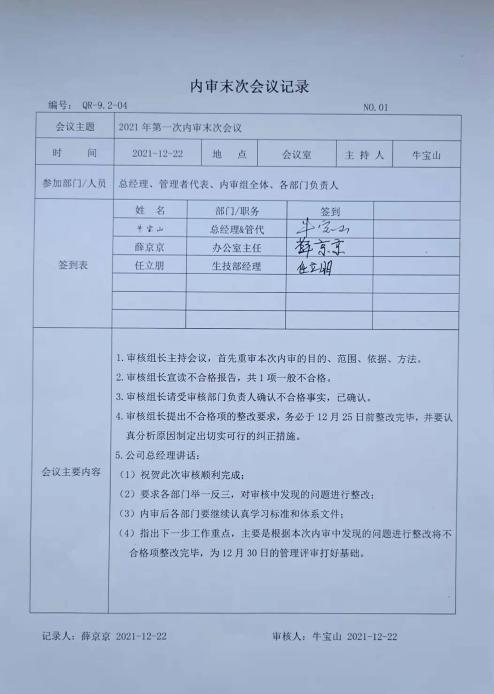 内审末次会议记录
编号： QR-9.2-04 NO.01
会议主题 2021 年第一次内审末次会议
时 间 2021-12-22 地 点 会议室 主 持 人 牛宝山
参加部门/人员 总经理、管理者代表、内审组全体、各部门负责人
签到表
姓 名 部门/职务 签到
牛宝山 总经理&管代 牛宝山
薛京京 办公室主任 薛京京
任立朋 生技部经理 任立朋
会议主要内容
1.审核组长主持会议，首先重审本次内审的目的、范围、依据、方法。
2.审核组长宣读不合格报告，共 1 项一般不合格。
3.审核组长请受审核部门负责人确认不合格事实，已确认。
4.审核组长提出不合格项的整改要求，务必于 12 月 25 日前整改完毕，并要认
真分析原因制定出切实可行的纠正措施。
5.公司总经理讲话：
（1）祝贺此次审核顺利完成；
（2）要求各部门举一反三，对审核中发现的问题进行整改；
（3）内审后各部门要继续认真学习标准和体系文件；
（4）指出下一步工作重点，主要是根据本次内审中发现的问题进行整改将不
合格项整改完毕，为 12 月 30 日的管理评审打好基础。
记录人：薛京京 2021-12-22 审核人：牛宝山 2021-12-22